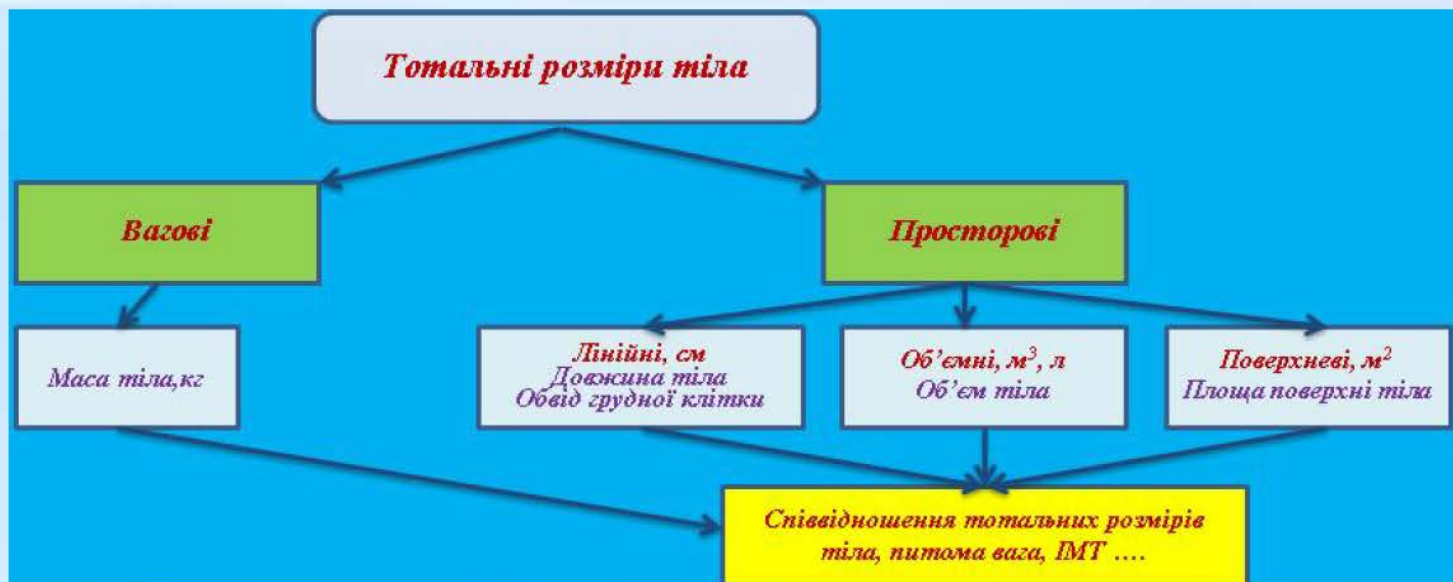 Тотальні розміри тіла
Вагові
Просторові
Маса тіла,кг
Лінійні, см
Довжина тіла
Обвід грудної клітки
Об’ємні, м³, л
Об’єм тіла
Поверхневі, м²
Площа поверхні тіла
Співвідношення тотальних розмірів
тіла, питома вага, ІМТ ….